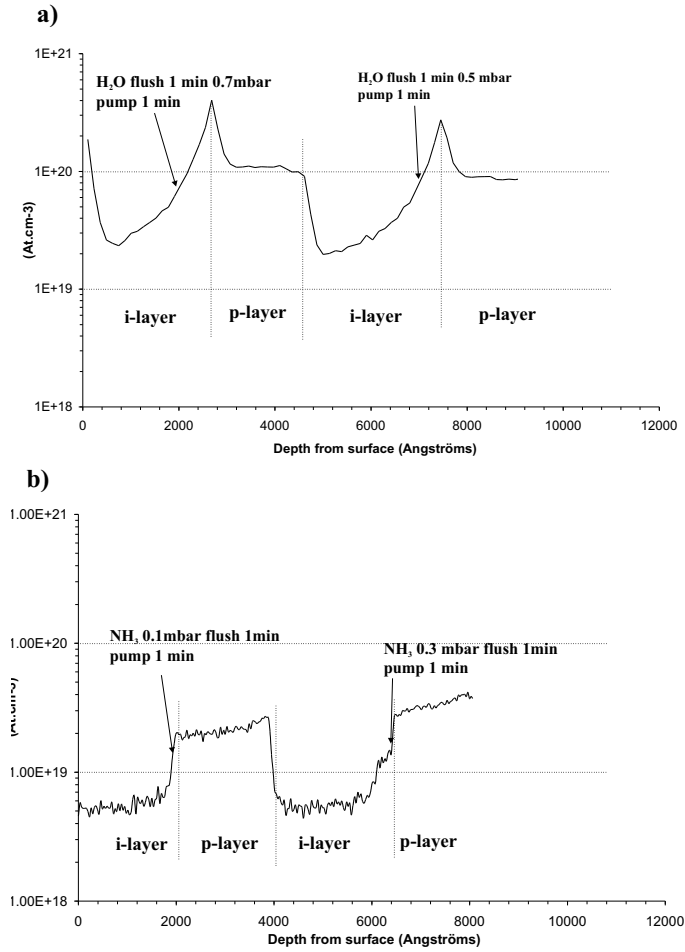 a)
1E+21
H₂O flush 1 min 0.7mbar
pump 1 min
H₂O flush 1 min 0.5 mbar
pump 1 min
1E+20
(At.cm-3)
1E+19
i-layer
p-layer
i-layer
p-layer
1E+18
0 2000 4000 6000 8000 10000 12000
Depth from surface (Angströms)
b)
1.00E+21
NH₃ 0.1mbar flush 1min
pump 1 min
1.00E+20
NH₃ 0.3 mbar flush 1min
pump 1 min
1.00E+19
i-layer
p-layer
i-layer
p-layer
1.00E+18
0 2000 4000 6000 8000 10000 12000
Depth from surface (Angströms)